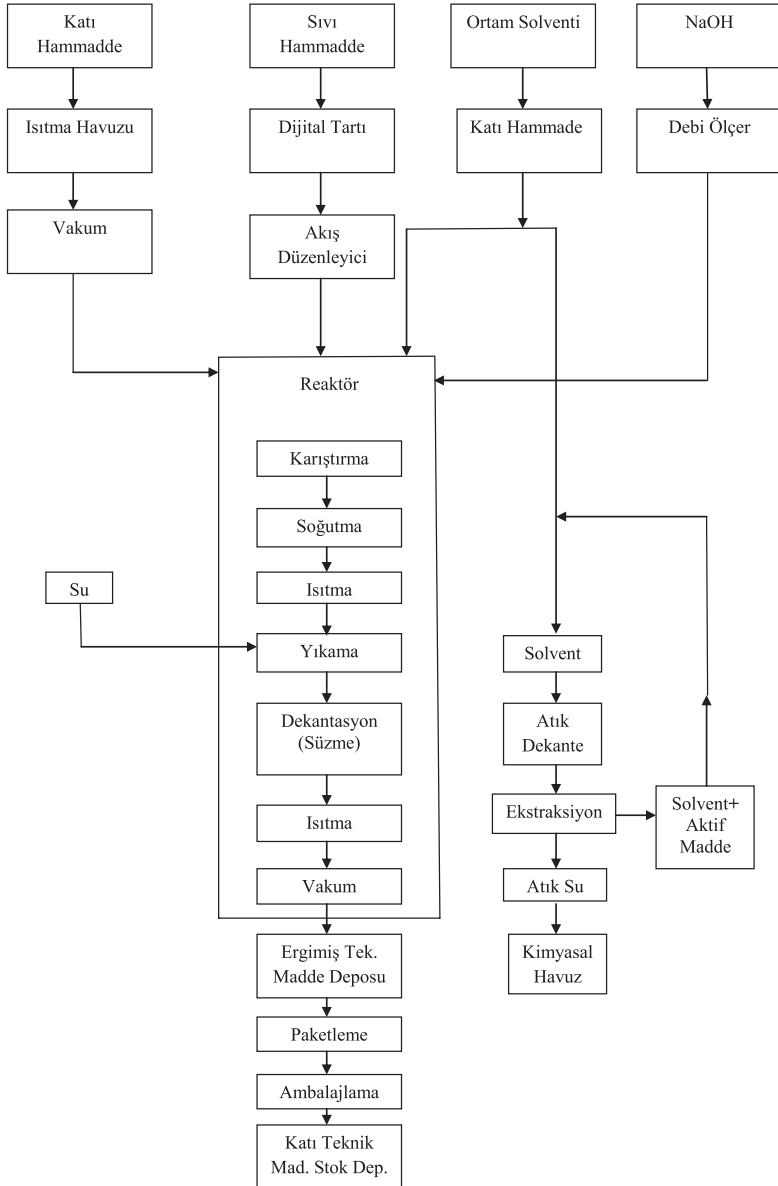 Katı
Hammadde
Sıvı
Hammadde
Ortam Solventi
NaOH
Isıtma Havuzu
Dijital Tartı
Katı Hammade
Debi Ölçer
Vakum
Akış
Düzenleyici
Reaktör
Karıştırma
Soğutma
Isıtma
Su
Yıkama
Dekantasyon
(Süzme)
Isıtma
Vakum
Ergimiş Tek.
Madde Deposu
Paketleme
Ambalajlama
Katı Teknik
Mad. Stok Dep.
Solvent
Atık
Dekante
Ekstraksiyon
Solvent+
Aktif
Madde
Atık Su
Kimyasal
Havuz